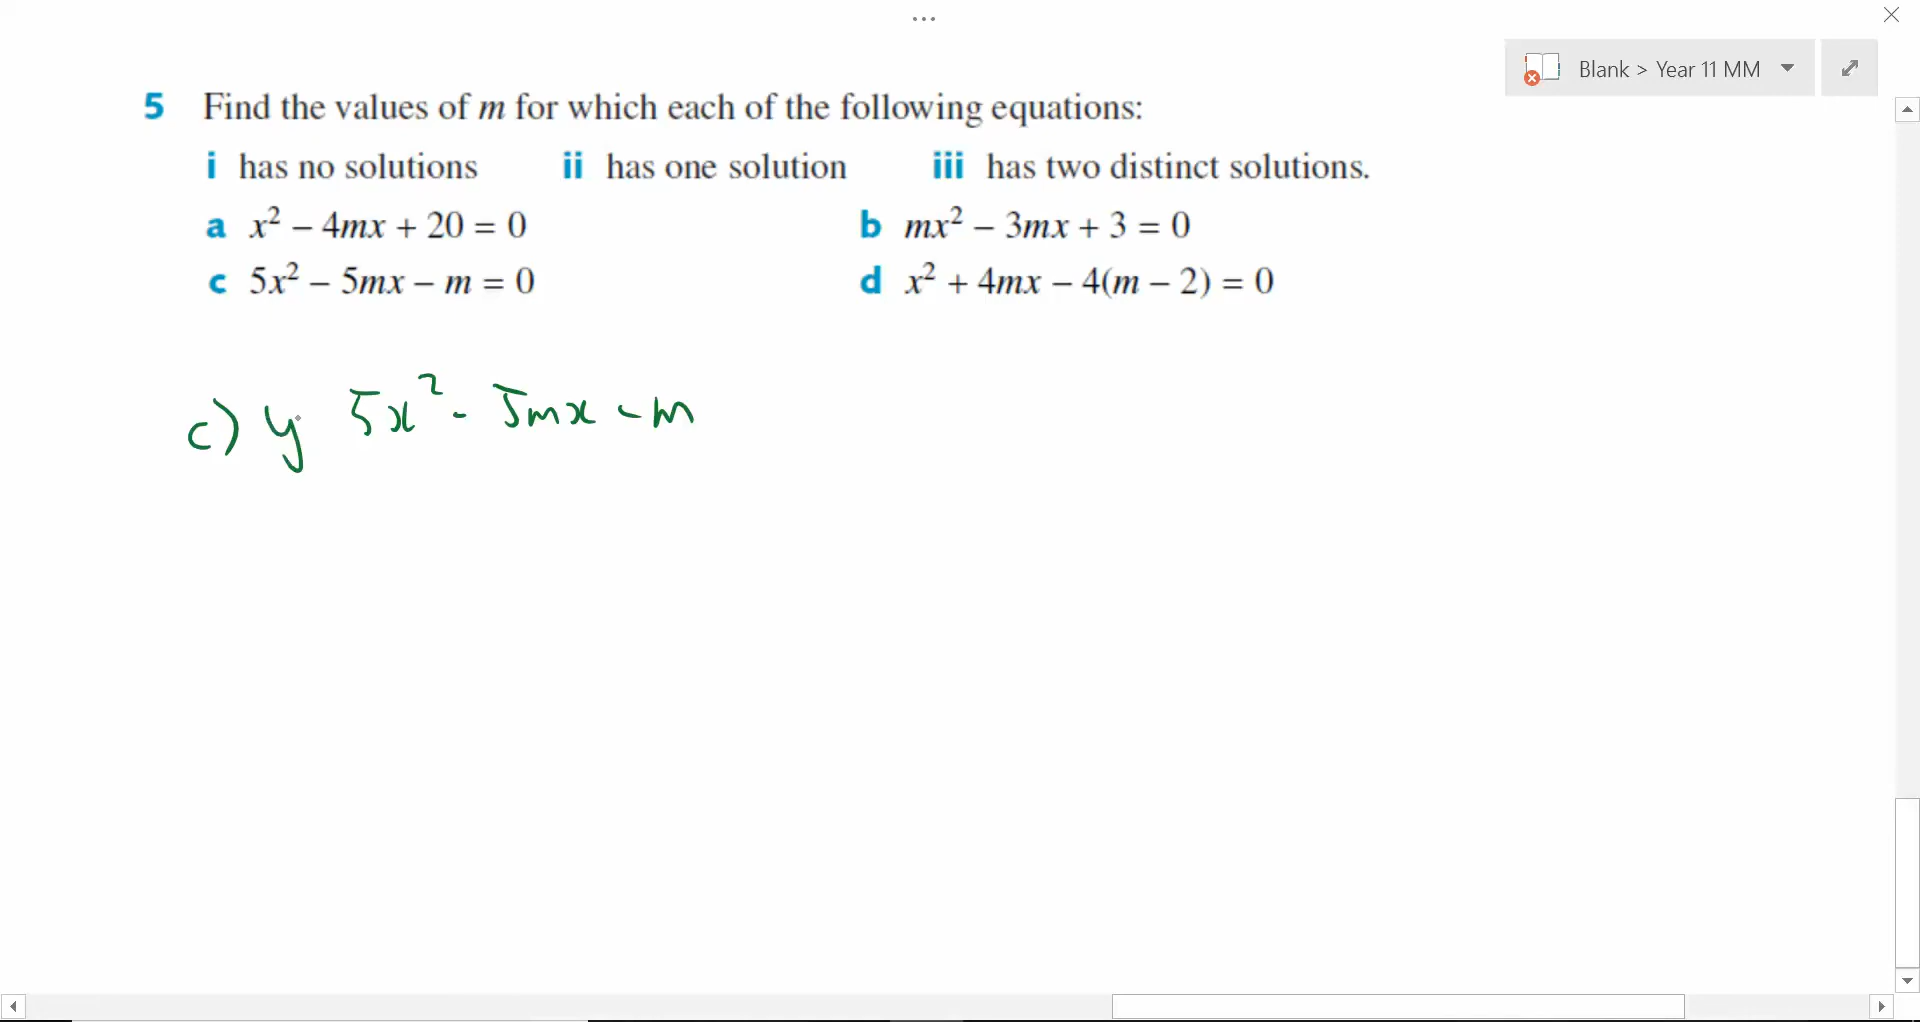 ...
Blank > Year 11 MM
5 Find the values of m for which each of the following equations:
i has no solutions ii has one solution iii has two distinct solutions.
a x² – 4mx + 20 = 0 b mx² – 3mx + 3 = 0
c 5x² – 5mx – m = 0 d x² + 4mx – 4(m – 2) = 0
c) y 5x² - 5mx - m